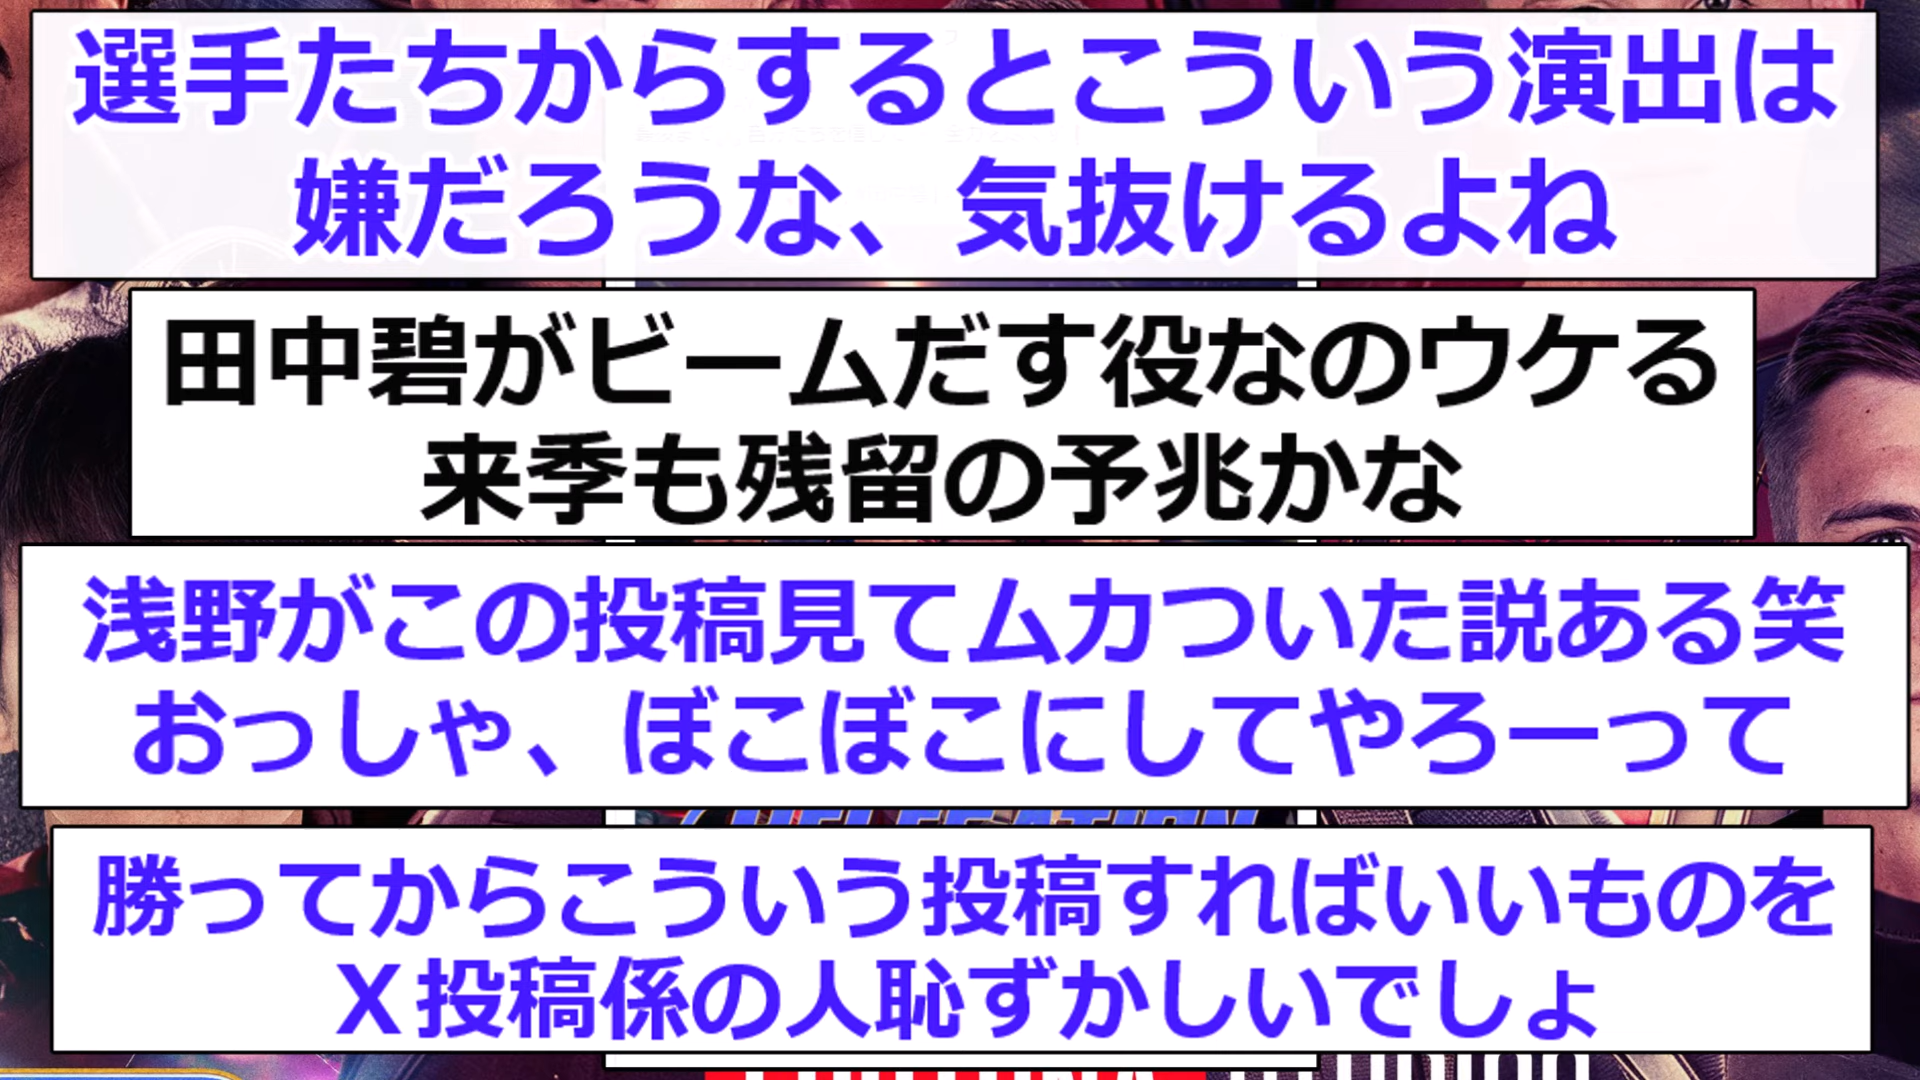 選手たちからするとこういう演出は
嫌だろうな、気抜けるよね
田中碧がビームだす役なのウケる
来季も残留の予兆かな
浅野がこの投稿見てムカついた説ある笑
おっしゃ、ぼこぼこにしてやろーって
勝ってからこういう投稿すればいいものを
X投稿係の人恥ずかしいでしょ